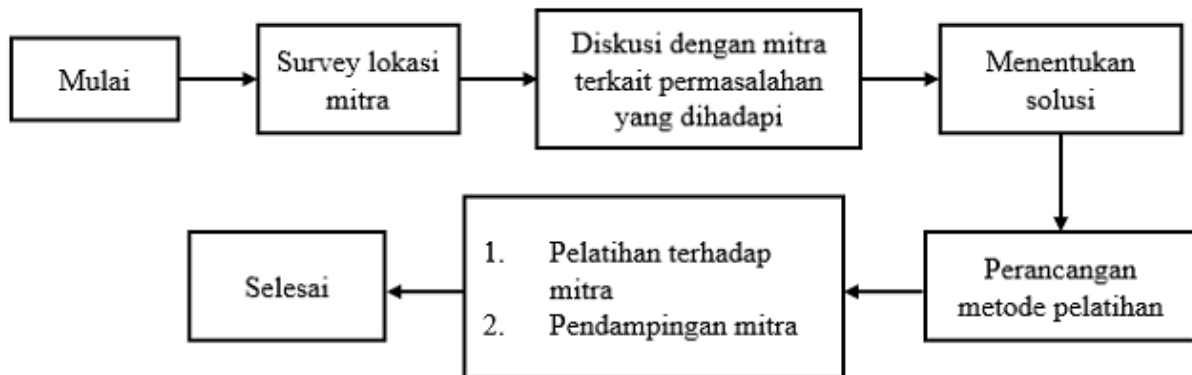 Mulai
Survey lokasi
mitra
Diskusi dengan mitra
terkait permasalahan
yang dihadapi
Menentukan
solusi
Perancangan
metode pelatihan
1. Pelatihan terhadap
mitra
2. Pendampingan mitra
Selesai